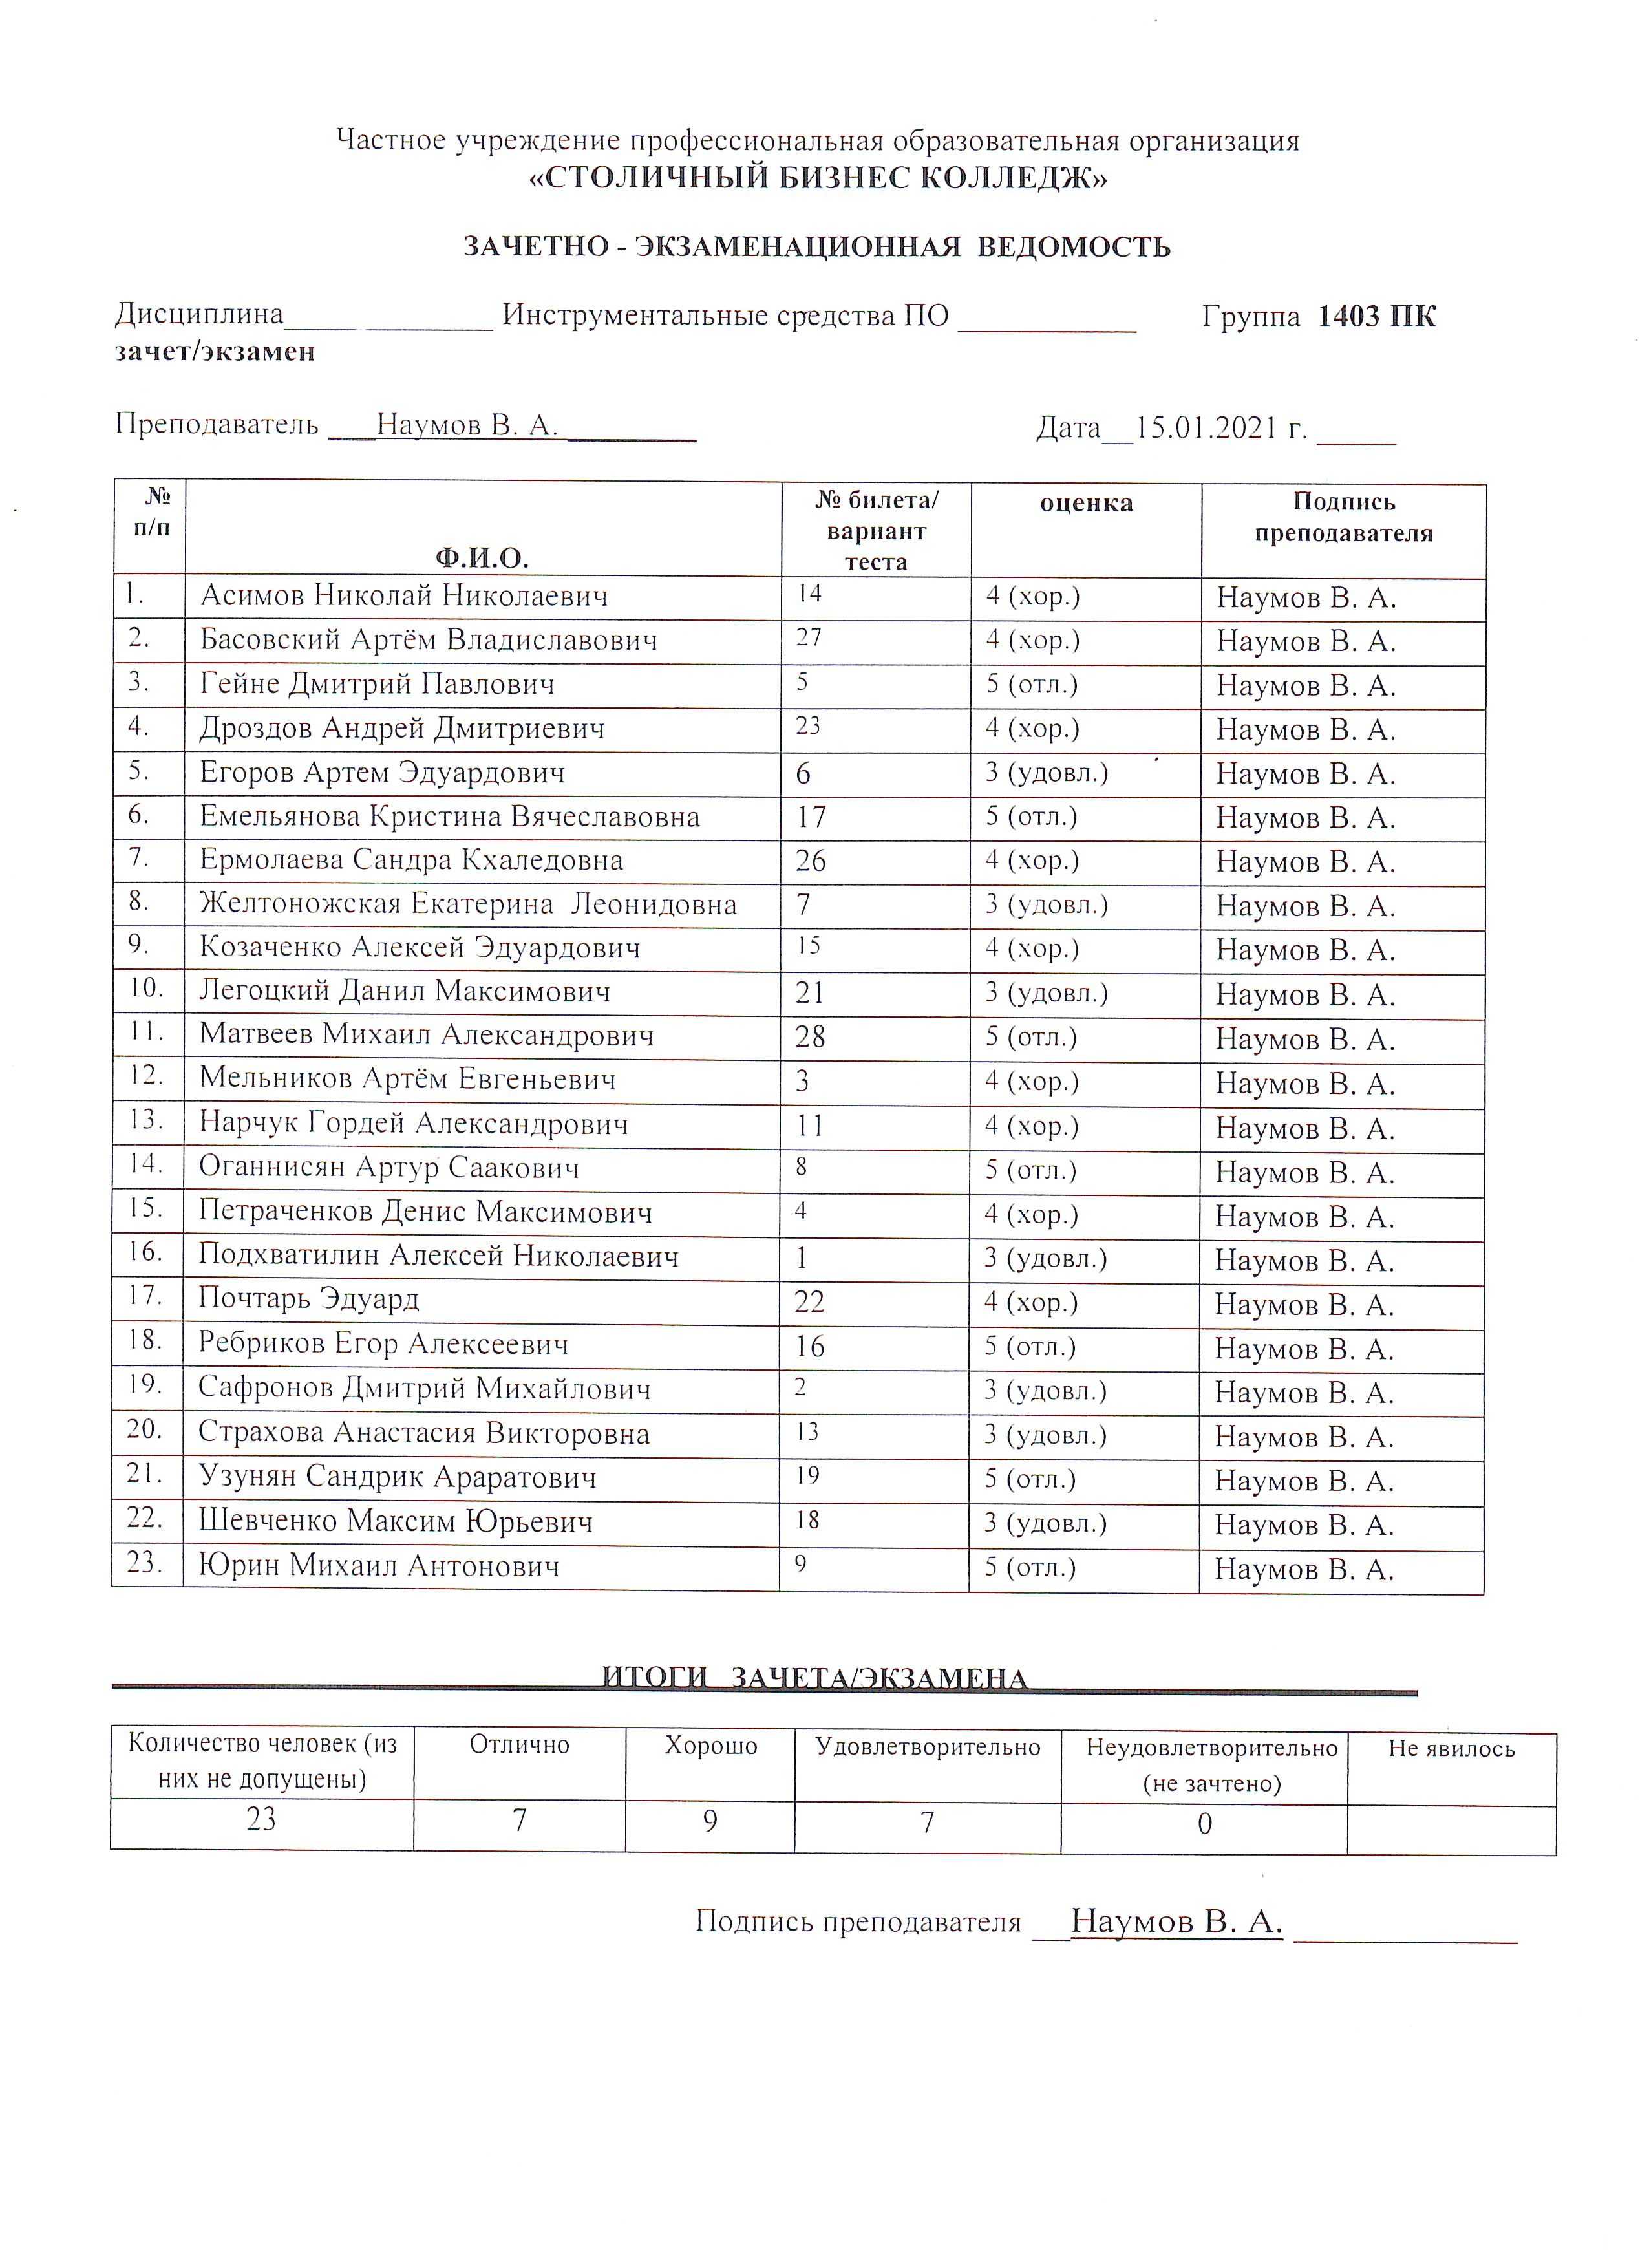 Частное учреждение профессиональная образовательная организация
«СТОЛИЧНЫЙ БИЗНЕС КОЛЛЕДЖ»
ЗАЧЕТНО - ЭКЗАМЕНАЦИОННАЯ ВЕДОМОСТЬ
Дисциплина_____ _________ Инструментальные средства ПО ____________ Группа 1403 ПК
зачет/экзамен
Преподаватель ___Наумов В. А.________ Дата__15.01.2021 г. _____
№ п/п Ф.И.О. № билета/ вариант теста оценка Подпись преподавателя
1. Асимов Николай Николаевич 14 4 (хор.) Наумов В. А.
2. Басовский Артём Владиславович 27 4 (хор.) Наумов В. А.
3. Гейне Дмитрий Павлович 5 5 (отл.) Наумов В. А.
4. Дроздов Андрей Дмитриевич 23 4 (хор.) Наумов В. А.
5. Егоров Артем Эдуардович 6 3 (удовл.) Наумов В. А.
6. Емельянова Кристина Вячеславовна 17 5 (отл.) Наумов В. А.
7. Ермолаева Сандра Кхаледовна 26 4 (хор.) Наумов В. А.
8. Желтоножская Екатерина Леонидовна 7 3 (удовл.) Наумов В. А.
9. Козаченко Алексей Эдуардович 15 4 (хор.) Наумов В. А.
10. Легоцкий Данил Максимович 21 3 (удовл.) Наумов В. А.
11. Матвеев Михаил Александрович 28 5 (отл.) Наумов В. А.
12. Мельников Артём Евгеньевич 3 4 (хор.) Наумов В. А.
13. Нарчук Гордей Александрович 11 4 (хор.) Наумов В. А.
14. Оганнисян Артур Саакович 8 5 (отл.) Наумов В. А.
15. Петраченков Денис Максимович 4 4 (хор.) Наумов В. А.
16. Подхватилин Алексей Николаевич 1 3 (удовл.) Наумов В. А.
17. Почтарь Эдуард 22 4 (хор.) Наумов В. А.
18. Ребриков Егор Алексеевич 16 5 (отл.) Наумов В. А.
19. Сафронов Дмитрий Михайлович 2 3 (удовл.) Наумов В. А.
20. Страхова Анастасия Викторовна 13 3 (удовл.) Наумов В. А.
21. Узунян Сандрик Араратович 19 5 (отл.) Наумов В. А.
22. Шевченко Максим Юрьевич 18 3 (удовл.) Наумов В. А.
23. Юрин Михаил Антонович 9 5 (отл.) Наумов В. А.
ИТОГИ ЗАЧЕТА/ЭКЗАМЕНА
Количество человек (из них не допущены) Отлично Хорошо Удовлетворительно Неудовлетворительно (не зачтено) Не явилось
23 7 9 7 0
Подпись преподавателя __Наумов В. А. ______________